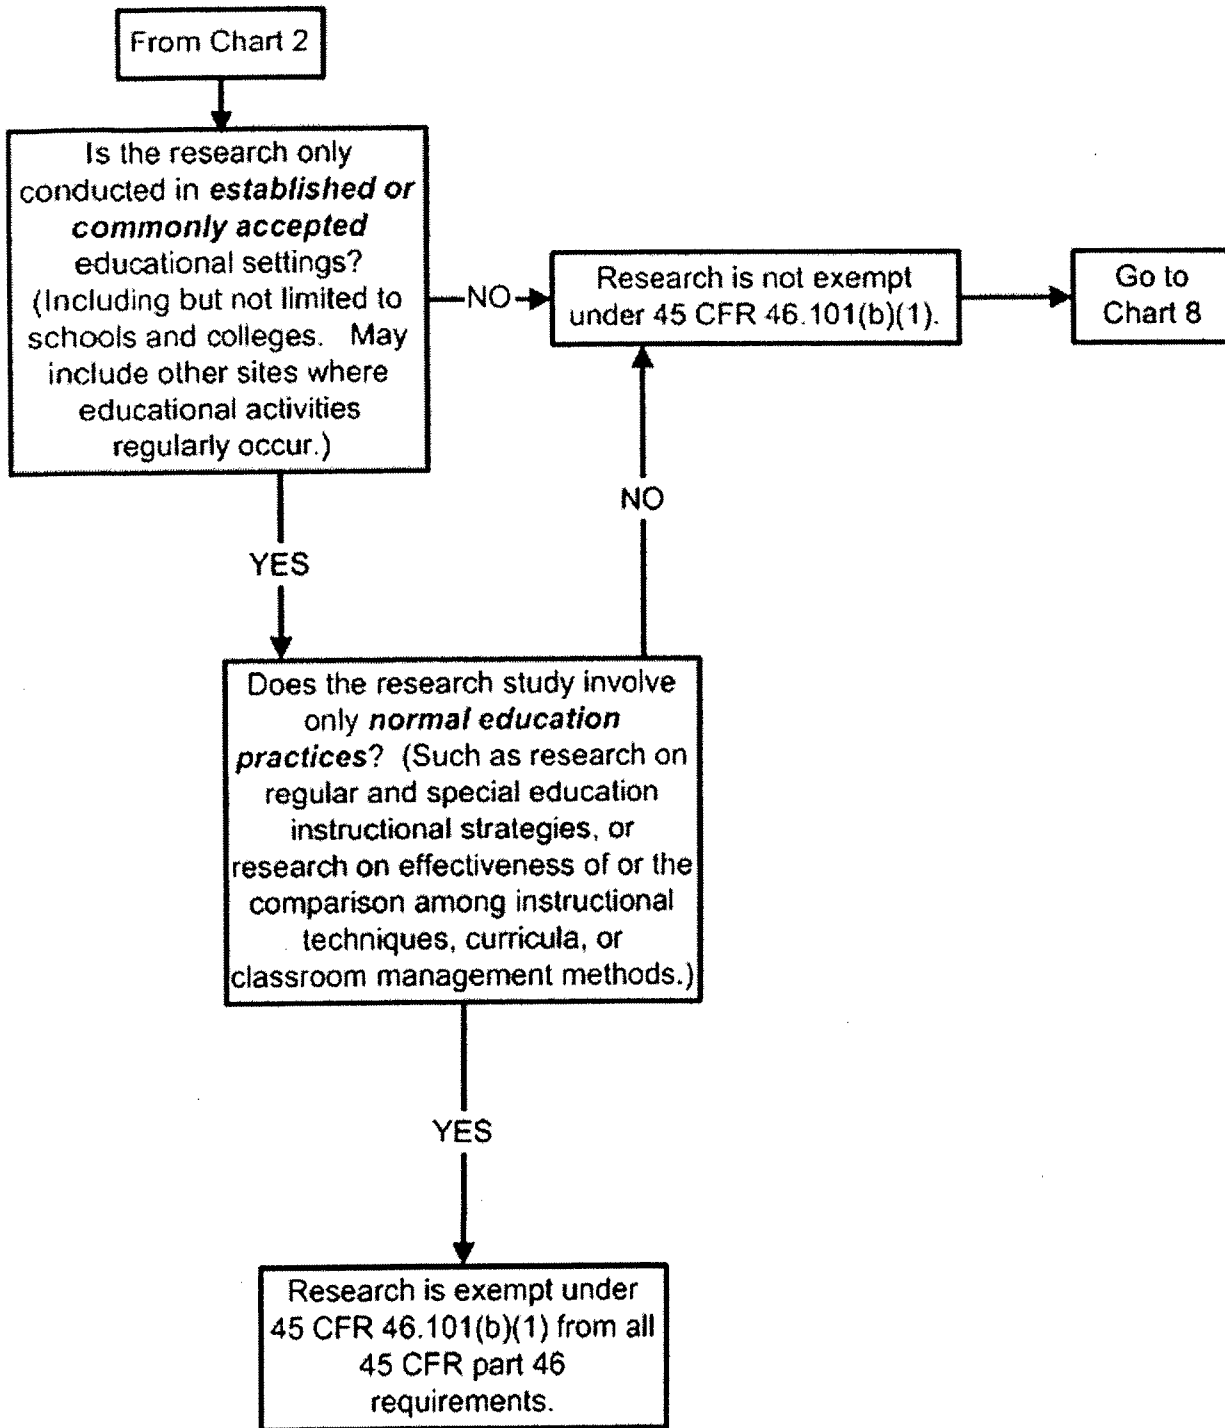 From Chart 2
Is the research only
conducted in established or
commonly accepted
educational settings?
(Including but not limited to
schools and colleges.  May
include other sites where
educational activities
regularly occur.)
NO
Research is not exempt
under 45 CFR 46.101(b)(1).
Go to
Chart 8
NO
YES
Does the research study involve
only normal education
practices?  (Such as research on
regular and special education
instructional strategies, or
research on effectiveness of or the
comparison among instructional
techniques, curricula, or
classroom management methods.)
YES
Research is exempt under
45 CFR 46.101(b)(1) from all
45 CFR part 46
requirements.